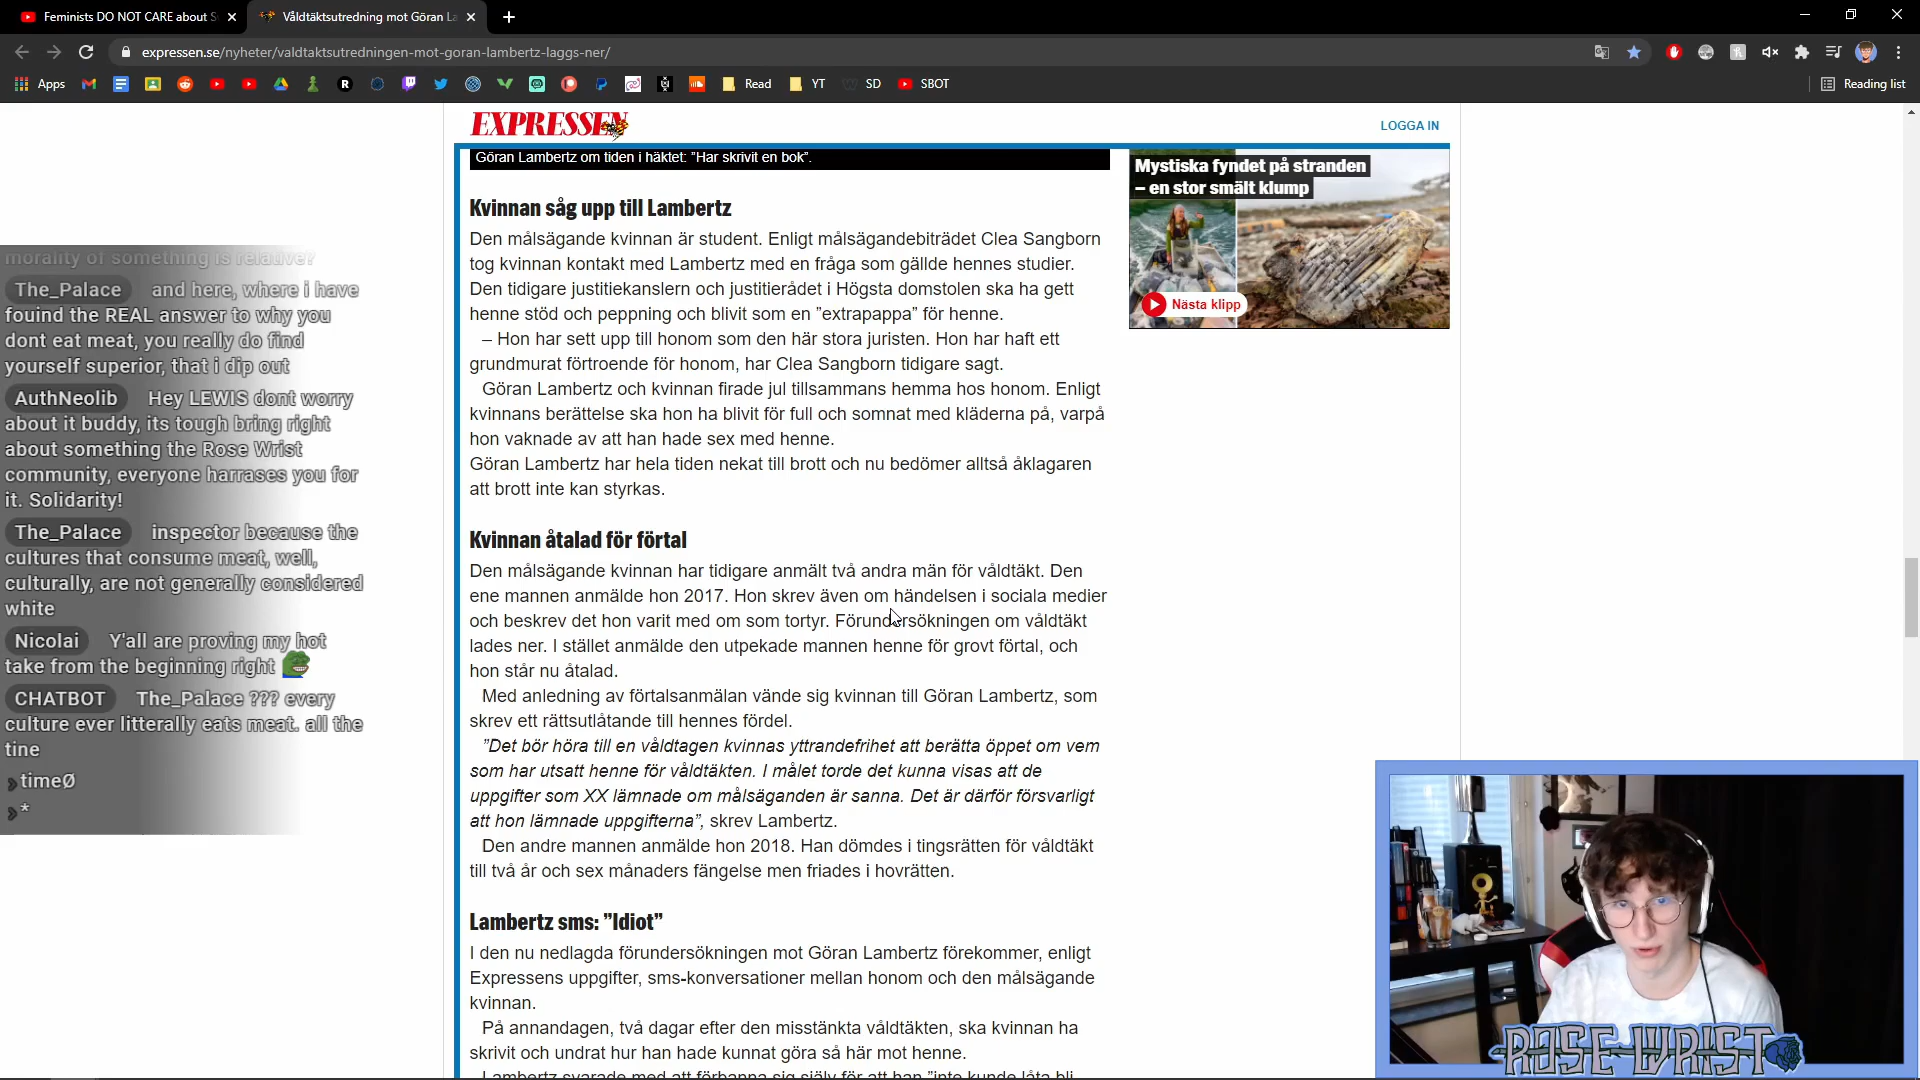 Feminists DO NOT CARE about S
Våldtäktsutredning mot Göran La
expressen.se/nyheter/valdtaktsutredningen-mot-goran-lambertz-laggs-ner/
Apps
Read
YT
SD
SBOT
Reading list
EXPRESSEN
LOGGA IN
Göran Lambertz om tiden i häktet: ”Har skrivit en bok”.
Mystiska fyndet på stranden
– en stor smält klump
Nästa klipp
Kvinnan såg upp till Lambertz
Den målsägande kvinnan är student. Enligt målsägandebiträdet Clea Sangborn
tog kvinnan kontakt med Lambertz med en fråga som gällde hennes studier.
Den tidigare justitiekanslern och justitierådet i Högsta domstolen ska ha gett
henne stöd och peppning och blivit som en ”extrapappa” för henne.
– Hon har sett upp till honom som den här stora juristen. Hon har haft ett
grundmurat förtroende för honom, har Clea Sangborn tidigare sagt.
Göran Lambertz och kvinnan firade jul tillsammans hemma hos honom. Enligt
kvinnans berättelse ska hon ha blivit för full och somnat med kläderna på, varpå
hon vaknade av att han hade sex med henne.
Göran Lambertz har hela tiden nekat till brott och nu bedömer alltså åklagaren
att brott inte kan styrkas.
Kvinnan åtalad för förtal
Den målsägande kvinnan har tidigare anmält två andra män för våldtäkt. Den
ene mannen anmälde hon 2017. Hon skrev även om händelsen i sociala medier
och beskrev det hon varit med om som tortyr. Förundersökningen om våldtäkt
lades ner. I stället anmälde den utpekade mannen henne för grovt förtal, och
hon står nu åtalad.
Med anledning av förtalsanmälan vände sig kvinnan till Göran Lambertz, som
skrev ett rättsutlåtande till hennes fördel.
”Det bör höra till en våldtagen kvinnas yttrandefrihet att berätta öppet om vem
som har utsatt henne för våldtäkten. I målet torde det kunna visas att de
uppgifter som XX lämnade om målsäganden är sanna. Det är därför försvarligt
att hon lämnade uppgifterna”, skrev Lambertz.
Den andre mannen anmälde hon 2018. Han dömdes i tingsrätten för våldtäkt
till två år och sex månaders fängelse men friades i hovrätten.
Lambertz sms: ”Idiot”
I den nu nedlagda förundersökningen mot Göran Lambertz förekommer, enligt
Expressens uppgifter, sms-konversationer mellan honom och den målsägande
kvinnan.
På annandagen, två dagar efter den misstänkta våldtäkten, ska kvinnan ha
skrivit och undrat hur han hade kunnat göra så här mot henne.
Lambertz svarade med att förbanna sig själv för att han ”inte kunde låta bli
morality of something is relative?
The_Palace and here, where i have
fouind the REAL answer to why you
dont eat meat, you really do find
yourself superior, that i dip out
AuthNeolib Hey LEWIS dont worry
about it buddy, its tough bring right
about something the Rose Wrist
community, everyone harrases you for
it. Solidarity!
The_Palace inspector because the
cultures that consume meat, well,
culturally, are not generally considered
white
Nicolai Y'all are proving my hot
take from the beginning right
CHATBOT The_Palace ??? every
culture ever litterally eats meat. all the
tine
timeØ
*
ROSE WRIST